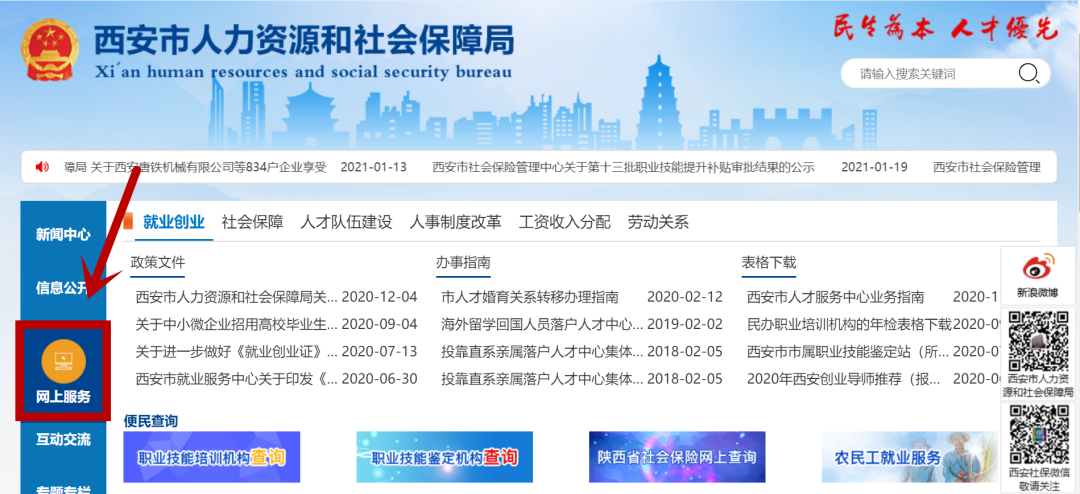 西安市人力资源和社会保障局
Xi'an human resources and social security bureau
民生為本 人才優先
请输入搜索关键词
障局 关于西安唐铁机械有限公司等834户企业享受 2021-01-13 西安市社会保险管理中心关于第十三批职业技能提升补贴审批结果的公示 2021-01-19 西安市社会保险管理
新闻中心
信息公开
网上服务
互动交流
专题专栏
就业创业 社会保障 人才队伍建设 人事制度改革 工资收入分配 劳动关系
政策文件
西安市人力资源和社会保障局关... 2020-12-04
关于中小微企业招用高校毕业生... 2020-09-04
关于进一步做好《就业创业证》... 2020-07-13
西安市就业服务中心关于印发《... 2020-06-30
办事指南
市人才婚育关系转移办理指南 2020-02-12
海外留学回国人员落户人才中心... 2019-02-02
投靠直系亲属落户人才中心集体... 2018-02-05
投靠直系亲属落户人才中心集体... 2018-02-05
表格下载
西安市人才服务中心业务指南 2020-1
民办职业培训机构的年检表格下载 2020-09
西安市市属职业技能鉴定站（所... 2020-07
2020年西安创业导师推荐（报... 2020-06
便民查询
职业技能培训机构查询
职业技能鉴定机构查询
陕西省社会保险网上查询
农民工就业服务
新浪微博
西安市人力资
源和社会保障局
西安社保微信
敬请关注